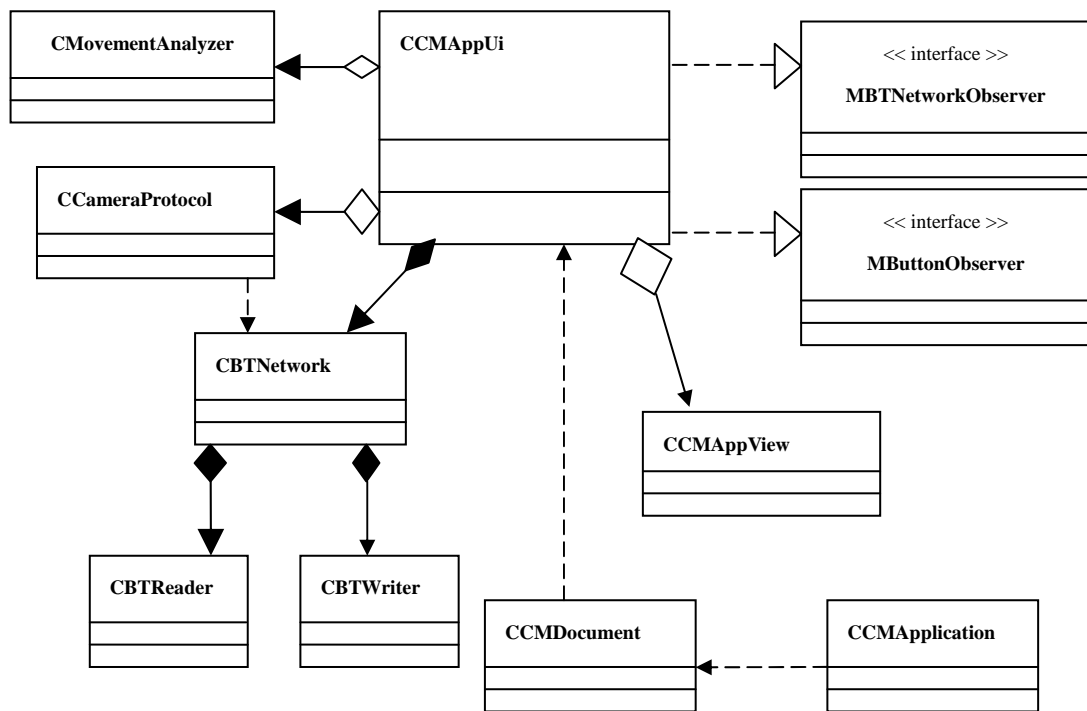 CMovementAnalyzer
CCMAppUi
<< interface >>
MBTNetworkObserver
CCameraProtocol
<< interface >>
MButtonObserver
CBTNetwork
CCMAppView
CBTReader
CBTWriter
CCMDocument
CCMApplication